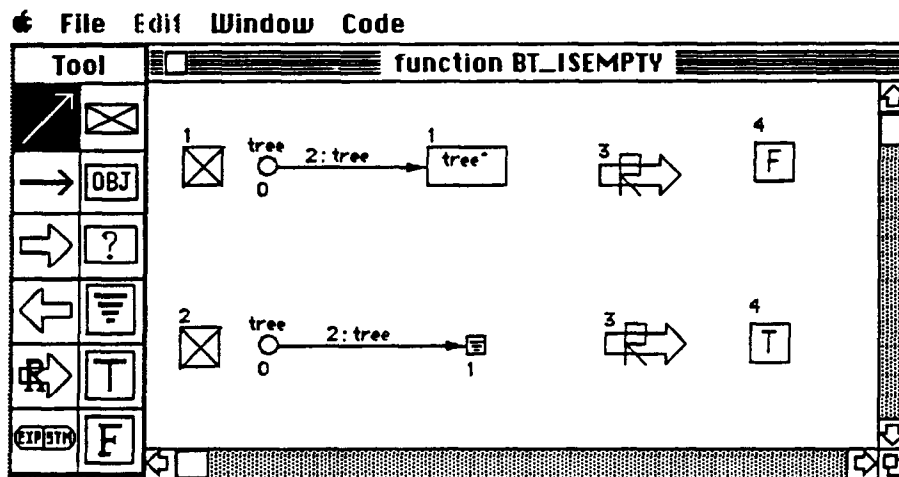 File Edit Window Code
Tool
function BT_ISEMPTY
OBJ
?
R
T
EXP STM
F
1 tree 2: tree 1 tree^ 3 4 F
0
2 tree 2: tree 3 4 T
0 1